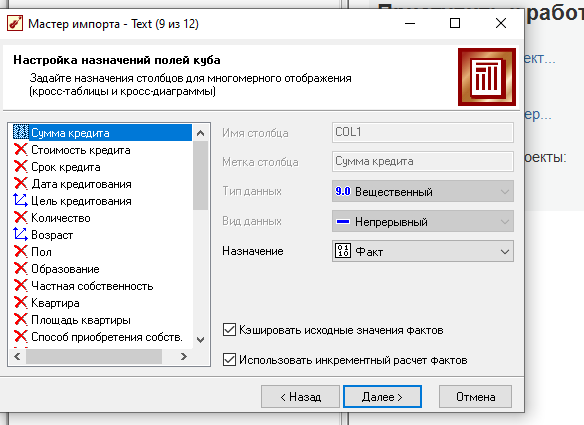 Мастер импорта - Text (9 из 12)
Настройка назначений полей куба
Задайте назначения столбцов для многомерного отображения
(кросс-таблицы и кросс-диаграммы)
Сумма кредита
Стоимость кредита
Срок кредита
Дата кредитования
Цель кредитования
Количество
Возраст
Пол
Образование
Частная собственность
Квартира
Площадь квартиры
Способ приобретения собств.
Имя столбца
COL1
Метка столбца
Сумма кредита
Тип данных
9.0 Вещественный
Вид данных
Непрерывный
Назначение
Факт
Кэшировать исходные значения фактов
Использовать инкрементный расчет фактов
< Назад
Далее >
Отмена
работ
ект...
ер...
оекты: